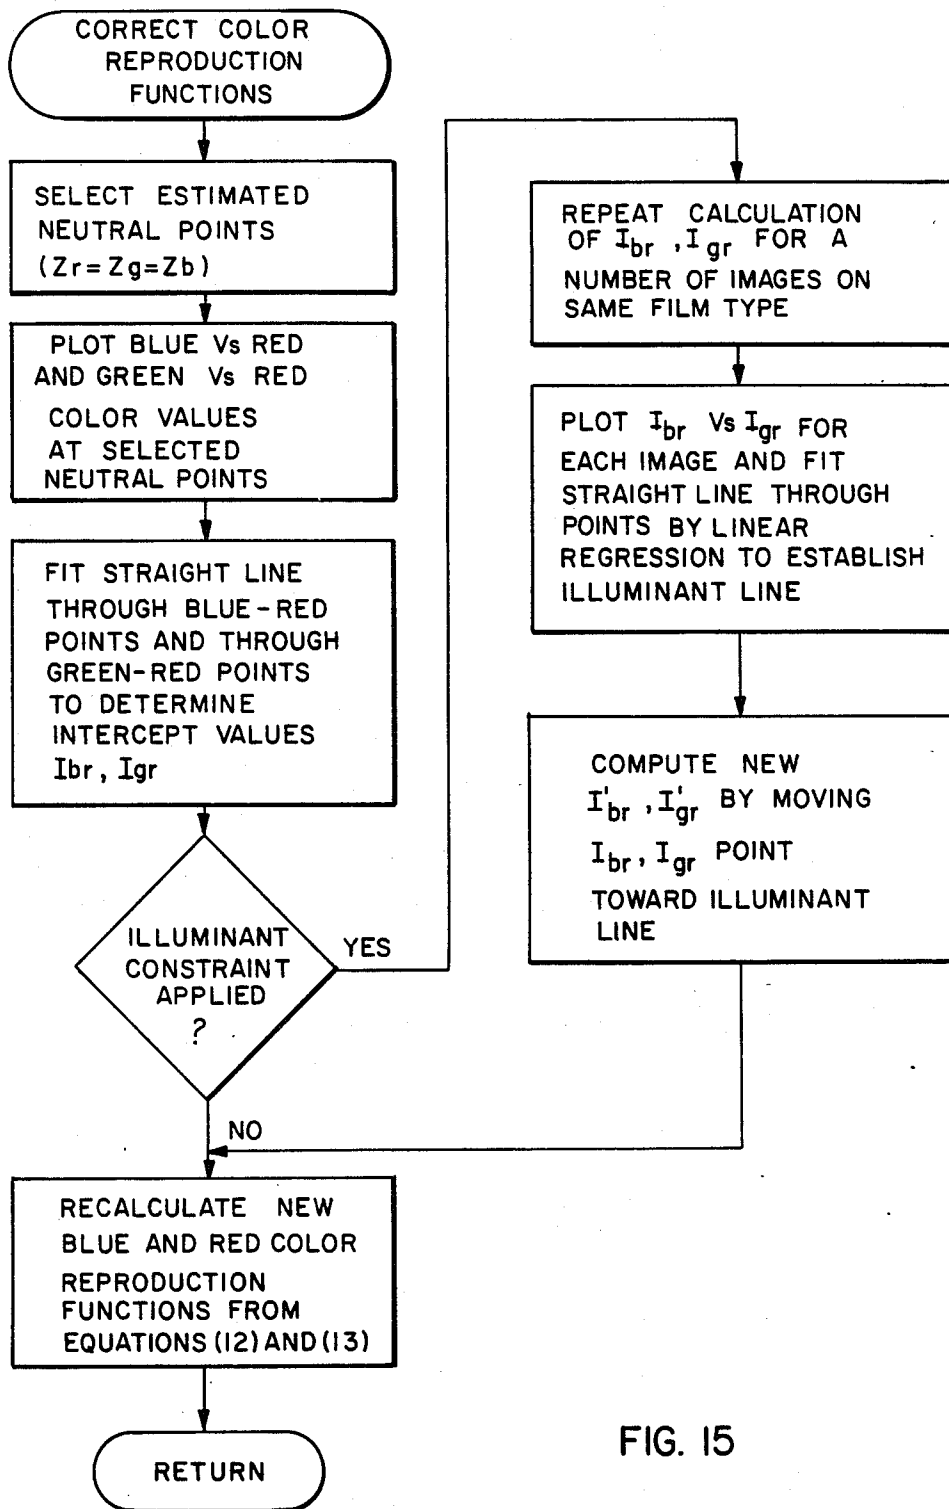 CORRECT COLOR
REPRODUCTION
FUNCTIONS
SELECT ESTIMATED
NEUTRAL POINTS
(Zr=Zg=Zb)
PLOT BLUE Vs RED
AND GREEN Vs RED
COLOR VALUES
AT SELECTED
NEUTRAL POINTS
FIT STRAIGHT LINE
THROUGH BLUE-RED
POINTS AND THROUGH
GREEN-RED POINTS
TO DETERMINE
INTERCEPT VALUES
Ibr, Igr
ILLUMINANT
CONSTRAINT
APPLIED
?
YES
NO
REPEAT CALCULATION
OF Ibr, Igr FOR A
NUMBER OF IMAGES ON
SAME FILM TYPE
PLOT Ibr Vs Igr FOR
EACH IMAGE AND FIT
STRAIGHT LINE THROUGH
POINTS BY LINEAR
REGRESSION TO ESTABLISH
ILLUMINANT LINE
COMPUTE NEW
I'br, I'gr BY MOVING
Ibr, Igr POINT
TOWARD ILLUMINANT
LINE
RECALCULATE NEW
BLUE AND RED COLOR
REPRODUCTION
FUNCTIONS FROM
EQUATIONS (12) AND (13)
RETURN
FIG. 15